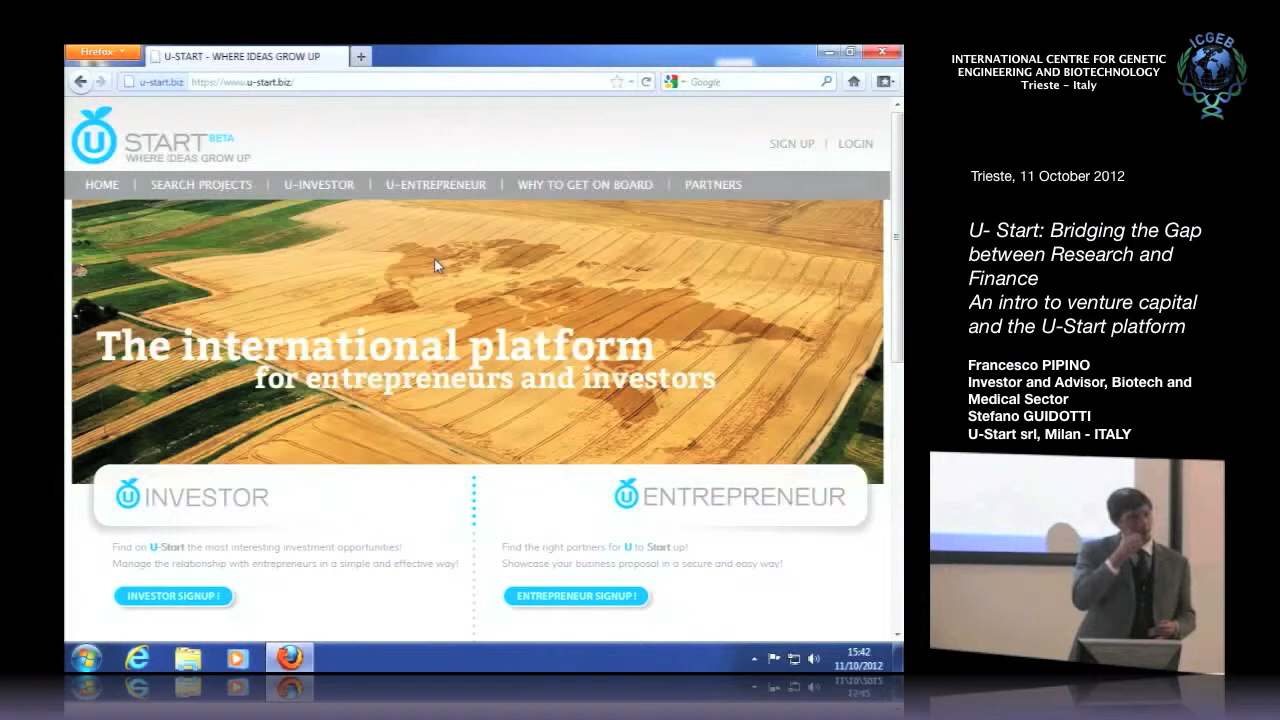 Firefox
U-START - WHERE IDEAS GROW UP
u-start.biz https://www.u-start.biz/
Google
U START BETA
WHERE IDEAS GROW UP
SIGN UP | LOGIN
HOME | SEARCH PROJECTS | U-INVESTOR | U-ENTREPRENEUR | WHY TO GET ON BOARD | PARTNERS
The international platform
for entrepreneurs and investors
U INVESTOR
U ENTREPRENEUR
Find on U-Start the most interesting investment opportunities!
Manage the relationship with entrepreneurs in a simple and effective way!
INVESTOR SIGNUP !
Find the right partners for U to Start up!
Showcase your business proposal in a secure and easy way!
ENTREPRENEUR SIGNUP !
15:42
11/10/2012
INTERNATIONAL CENTRE FOR GENETIC
ENGINEERING AND BIOTECHNOLOGY
Trieste - Italy
ICGEB
Trieste, 11 October 2012
U- Start: Bridging the Gap
between Research and
Finance
An intro to venture capital
and the U-Start platform
Francesco PIPINO
Investor and Advisor, Biotech and
Medical Sector
Stefano GUIDOTTI
U-Start srl, Milan - ITALY